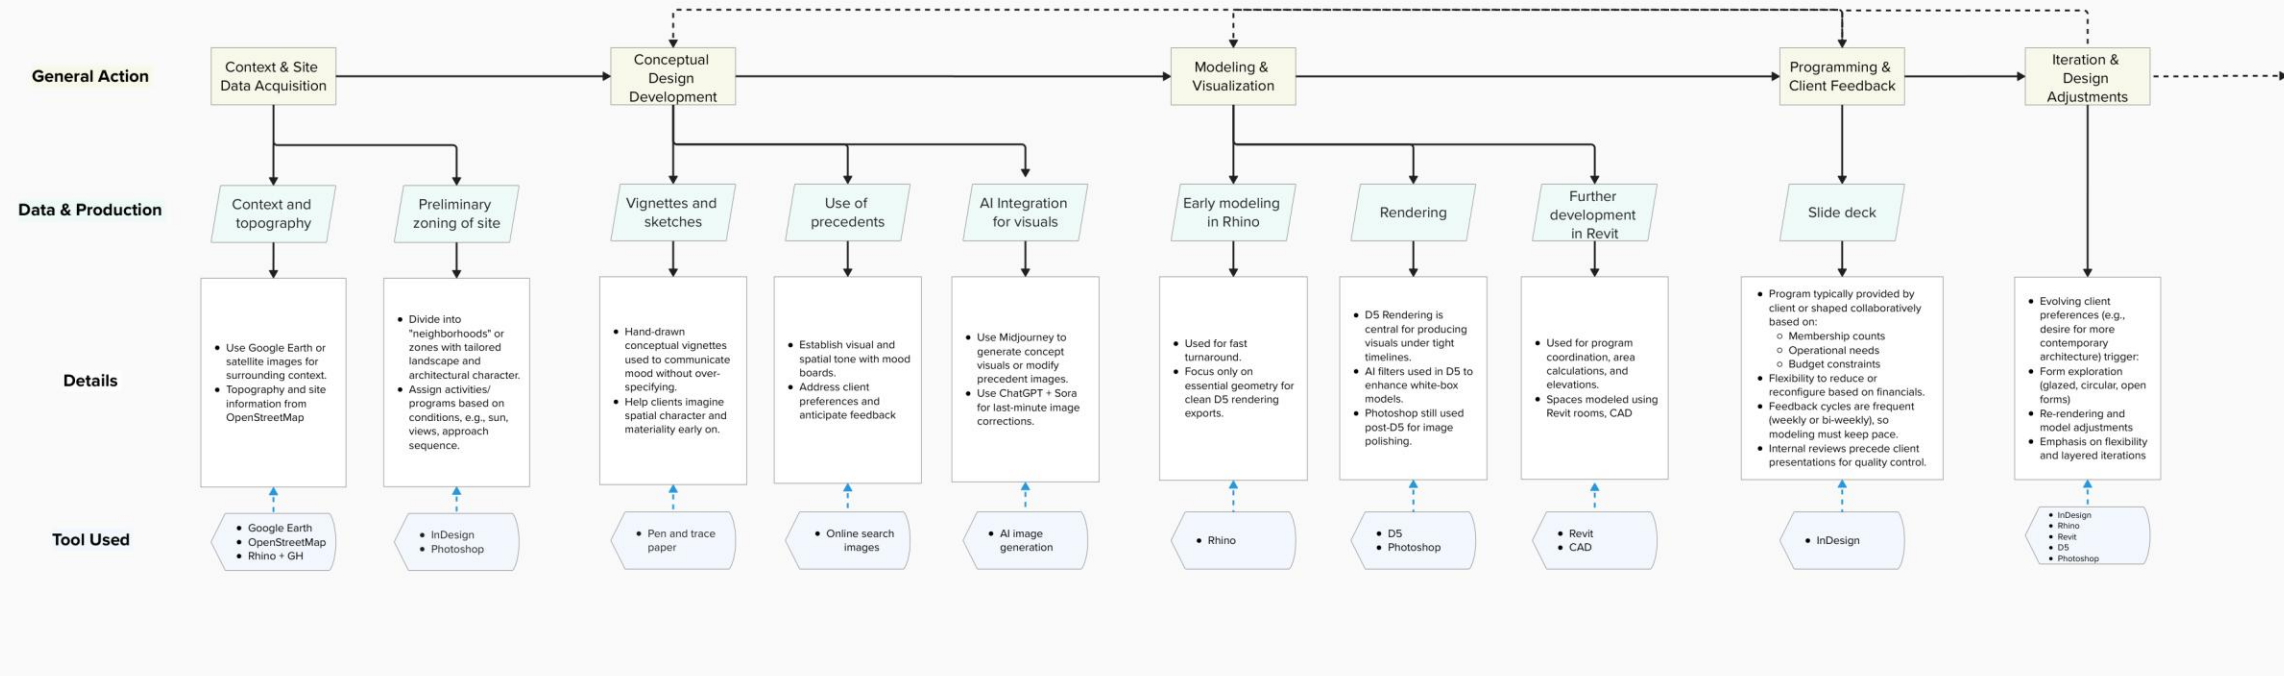 General Action
Context & Site
Data Acquisition
Conceptual
Design
Development
Modeling &
Visualization
Programming &
Client Feedback
Iteration &
Design
Adjustments
Data & Production
Context and
topography
Preliminary
zoning of site
Vignettes and
sketches
Use of
precedents
AI Integration
for visuals
Early modeling
in Rhino
Rendering
Further
development
in Revit
Slide deck
Details
• Use Google Earth or
satellite images for
surrounding context.
• Topography and site
information from
OpenStreetMap
• Divide into
"neighborhoods" or
zones with tailored
landscape and
architectural character.
• Assign activities/
programs based on
conditions, e.g., sun,
views, approach
sequence.
• Hand-drawn
conceptual vignettes
used to communicate
mood without over-
specifying.
• Help clients imagine
spatial character and
materiality early on.
• Establish visual and
spatial tone with mood
boards.
• Address client
preferences and
anticipate feedback
• Use Midjourney to
generate concept
visuals or modify
precedent images.
• Use ChatGPT + Sora
for last-minute image
corrections.
• Used for fast
turnaround.
• Focus only on
essential geometry for
clean D5 rendering
exports.
• D5 Rendering is
central for producing
visuals under tight
timelines.
• AI filters used in D5 to
enhance white-box
models.
• Photoshop still used
post-D5 for image
polishing.
• Used for program
coordination, area
calculations, and
elevations.
• Spaces modeled using
Revit rooms, CAD
• Program typically provided by
client or shaped collaboratively
based on:
○ Membership counts
○ Operational needs
○ Budget constraints
• Flexibility to reduce or
reconfigure based on financials.
• Feedback cycles are frequent
(weekly or bi-weekly), so
modeling must keep pace.
• Internal reviews precede client
presentations for quality control.
• Evolving client
preferences (e.g.,
desire for more
contemporary
architecture) trigger:
• Form exploration
(glazed, circular, open
forms)
• Re-rendering and
model adjustments
• Emphasis on flexibility
and layered iterations
Tool Used
• Google Earth
• OpenStreetMap
• Rhino + GH
• InDesign
• Photoshop
• Pen and trace
paper
• Online search
images
• AI image
generation
• Rhino
• D5
• Photoshop
• Revit
• CAD
• InDesign
• InDesign
• Rhino
• Revit
• D5
• Photoshop